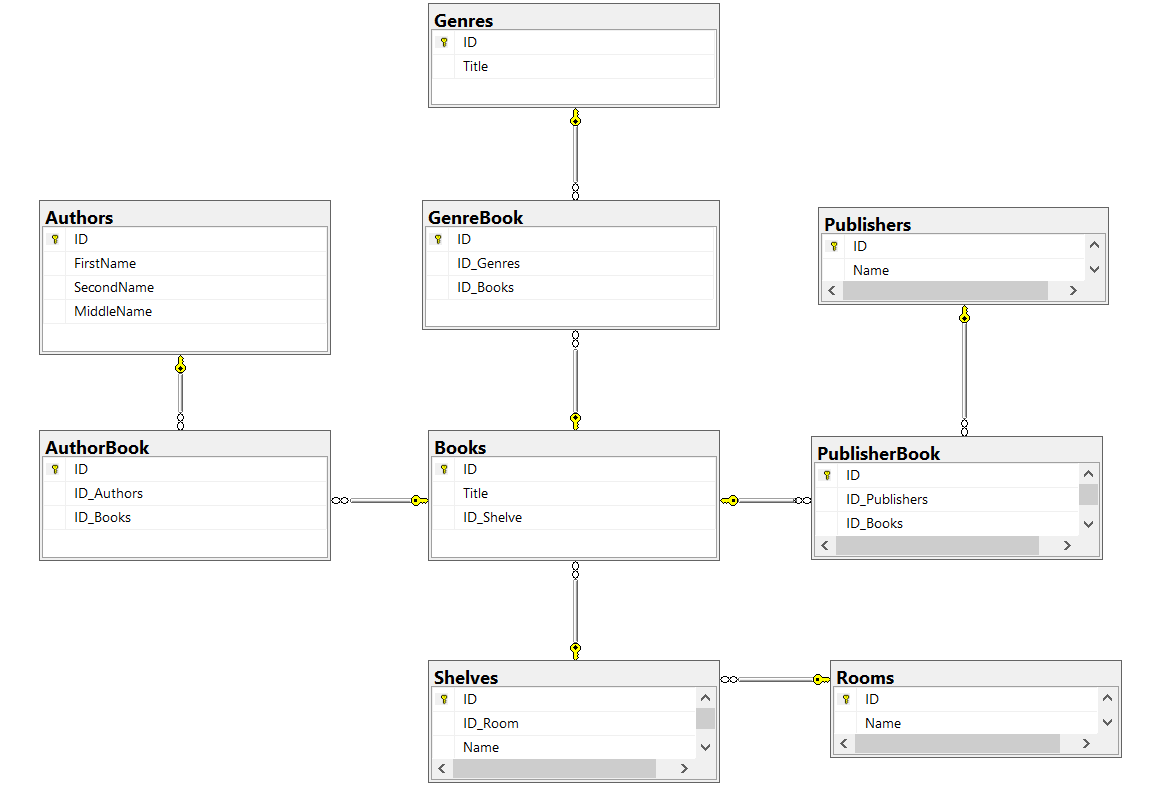 Genres
ID
Title
Authors
ID
FirstName
SecondName
MiddleName
GenreBook
ID
ID_Genres
ID_Books
Publishers
ID
Name
AuthorBook
ID
ID_Authors
ID_Books
Books
ID
Title
ID_Shelve
PublisherBook
ID
ID_Publishers
ID_Books
Shelves
ID
ID_Room
Name
Rooms
ID
Name